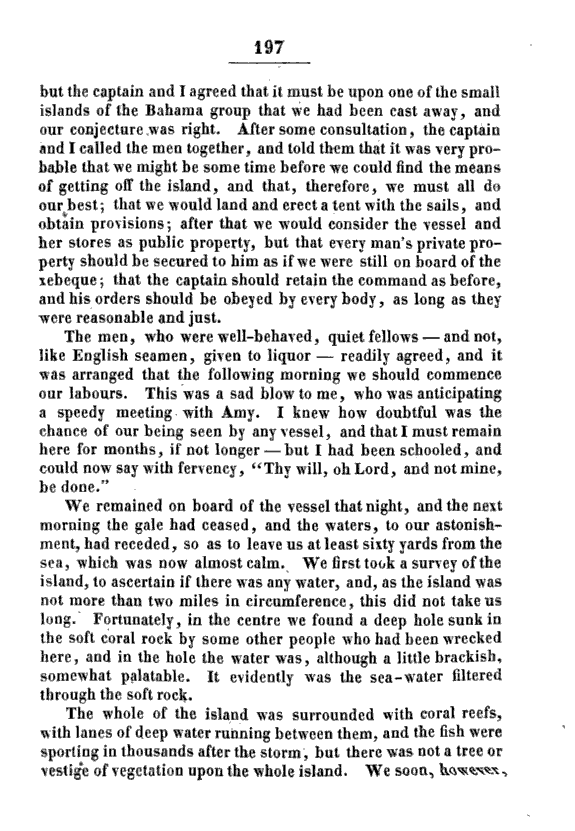 197
but the captain and I agreed that it must be upon one of the small
islands of the Bahama group that we had been cast away, and
our conjecture was right. After some consultation, the captain
and I called the men together, and told them that it was very pro-
bable that we might be some time before we could find the means
of getting off the island, and that, therefore, we must all do
our best; that we would land and erect a tent with the sails, and
obtain provisions; after that we would consider the vessel and
her stores as public property, but that every man's private pro-
perty should be secured to him as if we were still on board of the
xebeque; that the captain should retain the command as before,
and his orders should be obeyed by every body, as long as they
were reasonable and just.
The men, who were well-behaved, quiet fellows — and not,
like English seamen, given to liquor — readily agreed, and it
was arranged that the following morning we should commence
our labours. This was a sad blow to me, who was anticipating
a speedy meeting with Amy. I knew how doubtful was the
chance of our being seen by any vessel, and that I must remain
here for months, if not longer — but I had been schooled, and
could now say with fervency, "Thy will, oh Lord, and not mine,
be done."
We remained on board of the vessel that night, and the next
morning the gale had ceased, and the waters, to our astonish-
ment, had receded, so as to leave us at least sixty yards from the
sea, which was now almost calm. We first took a survey of the
island, to ascertain if there was any water, and, as the island was
not more than two miles in circumference, this did not take us
long. Fortunately, in the centre we found a deep hole sunk in
the soft coral rock by some other people who had been wrecked
here, and in the hole the water was, although a little brackish,
somewhat palatable. It evidently was the sea-water filtered
through the soft rock.
The whole of the island was surrounded with coral reefs,
with lanes of deep water running between them, and the fish were
sporting in thousands after the storm, but there was not a tree or
vestige of vegetation upon the whole island. We soon, however,